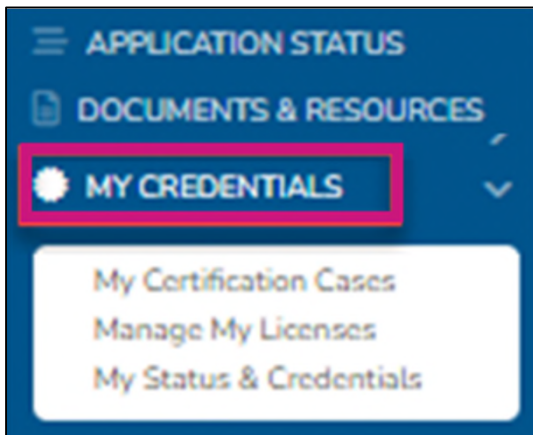 APPLICATION STATUS
DOCUMENTS & RESOURCES
MY CREDENTIALS
My Certification Cases
Manage My Licenses
My Status & Credentials